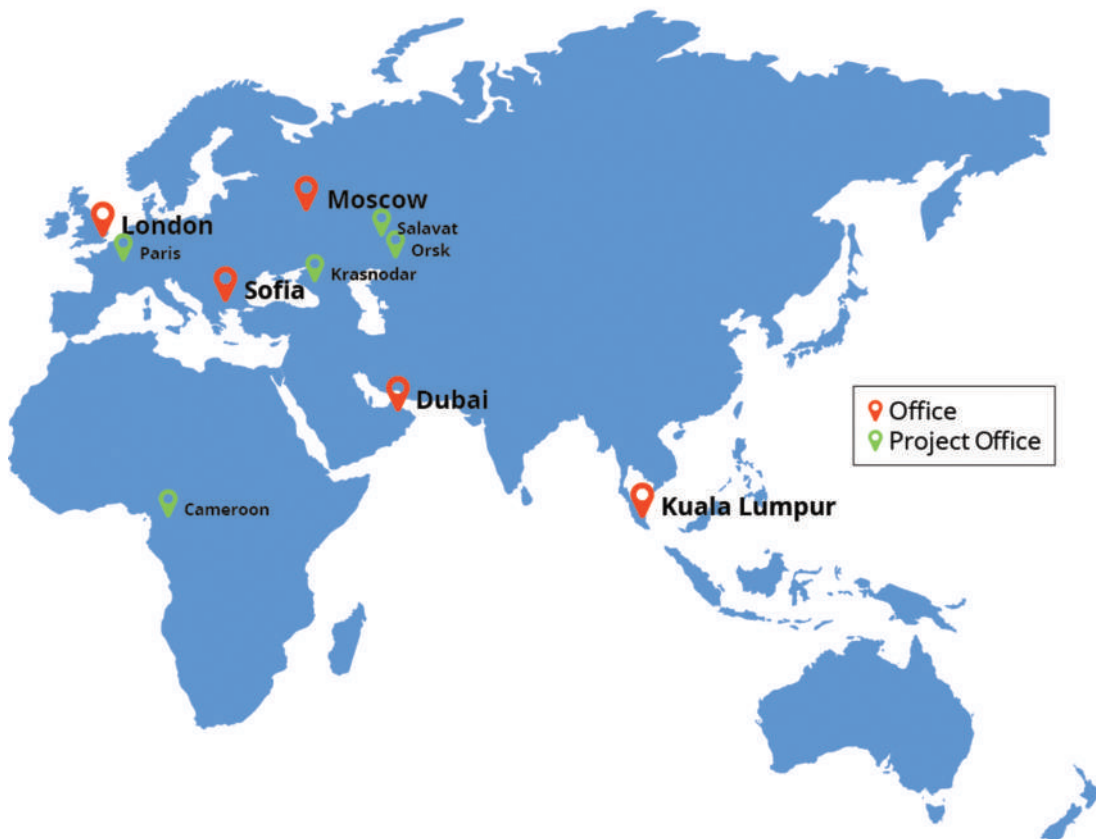 Moscow
London
Salavat
Orsk
Paris
Krasnodar
Sofia
Dubai
Office
Project Office
Cameroon
Kuala Lumpur